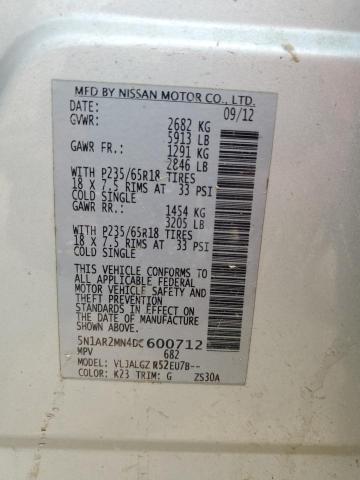 MFD BY NISSAN MOTOR CO., LTD.
DATE: 09/12
GVWR: 2682 KG
5913 LB
GAWR FR.: 1291 KG
2846 LB
WITH P235/65R18 TIRES
18 X 7.5 RIMS AT 33 PSI
COLD SINGLE
GAWR RR.: 1454 KG
3205 LB
WITH P235/65R18 TIRES
18 X 7.5 RIMS AT 33 PSI
COLD SINGLE
THIS VEHICLE CONFORMS TO
ALL APPLICABLE FEDERAL
MOTOR VEHICLE SAFETY AND
THEFT PREVENTION
STANDARDS IN EFFECT ON
THE DATE OF MANUFACTURE
SHOWN ABOVE.
5N1AR2MN4DC600712
MPV 682
MODEL: VLJALGZ R52EU7B--
COLOR: K23 TRIM: G ZS30A